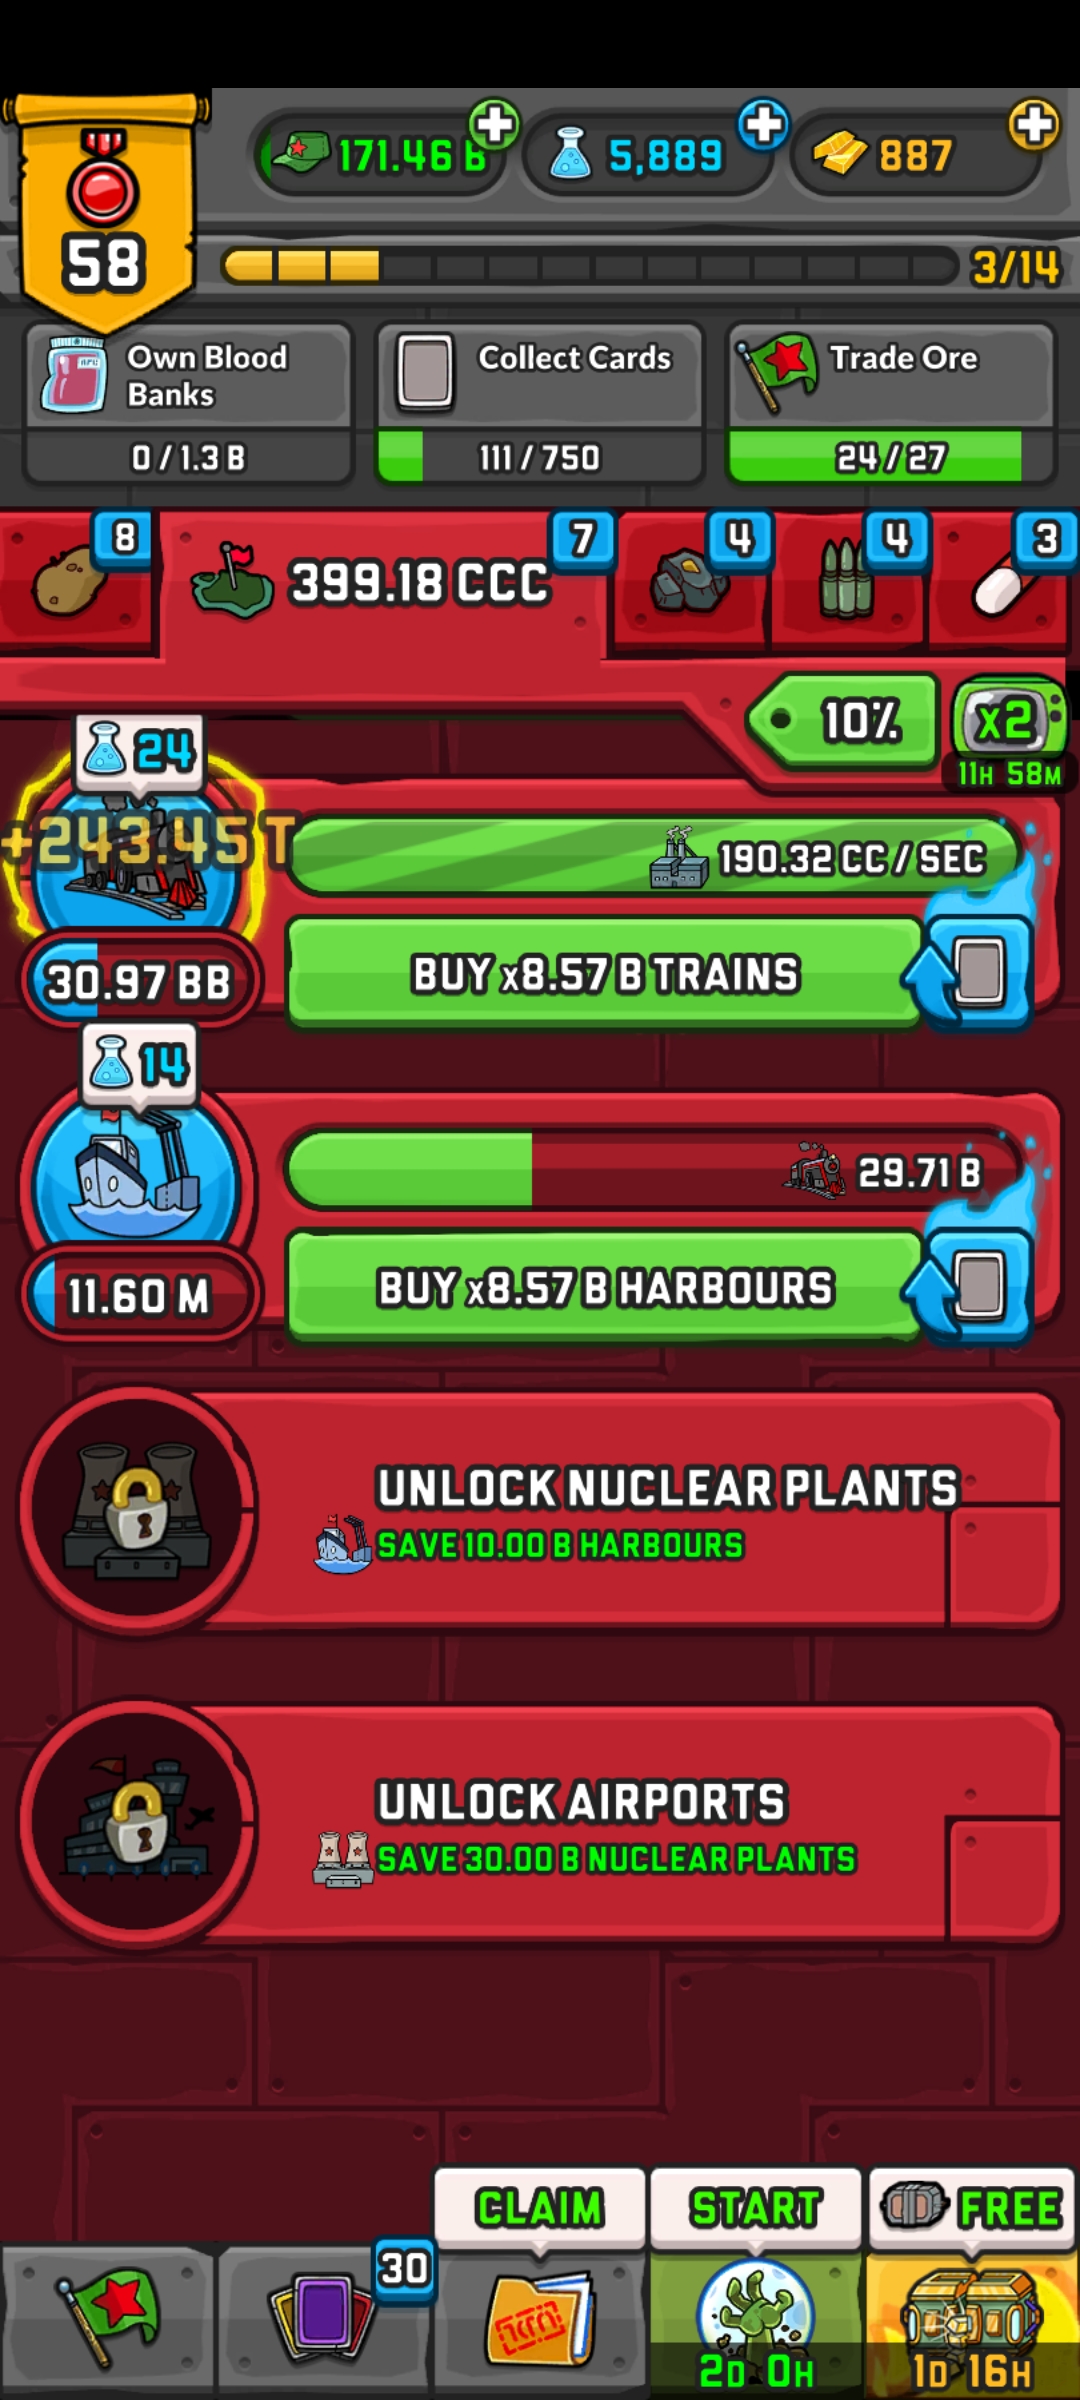 171.46 B
5,889
887
58
3/14
Own Blood
Banks
0 / 1.3 B
Collect Cards
111 / 750
Trade Ore
24 / 27
8
399.18 CCC
7
4
4
3
10%
x2
11H 58M
24
+243.45 T
190.32 CC / SEC
30.97 BB
BUY x8.57 B TRAINS
14
29.71 B
11.60 M
BUY x8.57 B HARBOURS
UNLOCK NUCLEAR PLANTS
SAVE 10.00 B HARBOURS
UNLOCK AIRPORTS
SAVE 30.00 B NUCLEAR PLANTS
CLAIM
START
FREE
30
2D 0H
1D 16H